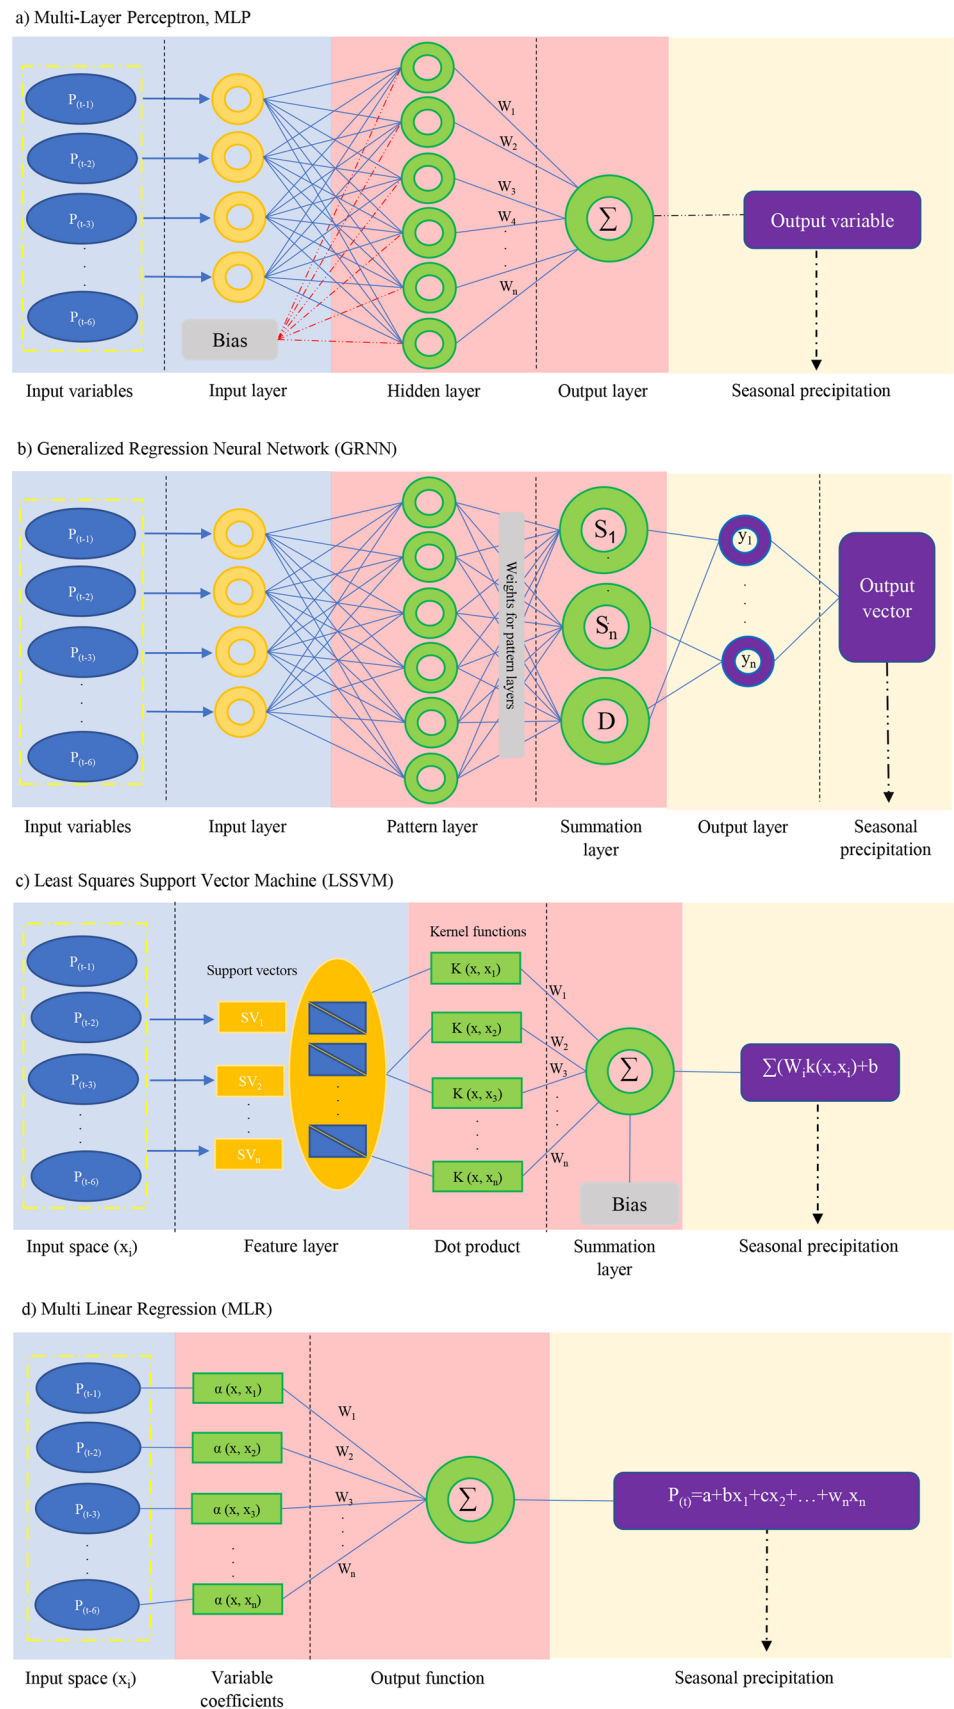 a) Multi-Layer Perceptron, MLP
P(t-1)
P(t-2)
P(t-3)
P(t-6)
Bias
W1
W2
W3
W4
Wn
∑
Output variable
Input variables
Input layer
Hidden layer
Output layer
Seasonal precipitation
b) Generalized Regression Neural Network (GRNN)
P(t-1)
P(t-2)
P(t-3)
P(t-6)
Weights for pattern layers
S1
Sn
D
y1
yn
Output
vector
Input variables
Input layer
Pattern layer
Summation
layer
Output layer
Seasonal
precipitation
c) Least Squares Support Vector Machine (LSSVM)
P(t-1)
P(t-2)
P(t-3)
P(t-6)
Support vectors
SV1
SV2
SVn
Kernel functions
K (x, x1)
K (x, x2)
K (x, x3)
K (x, xn)
W1
W2
W3
Wn
∑
Bias
∑(Wik(x,xi)+b
Input space (xi)
Feature layer
Dot product
Summation
layer
Seasonal precipitation
d) Multi Linear Regression (MLR)
P(t-1)
P(t-2)
P(t-3)
P(t-6)
α (x, x1)
α (x, x2)
α (x, x3)
α (x, xn)
W1
W2
W3
Wn
∑
P(t)=a+bx1+cx2+…+wnxn
Input space (xi)
Variable
coefficients
Output function
Seasonal precipitation